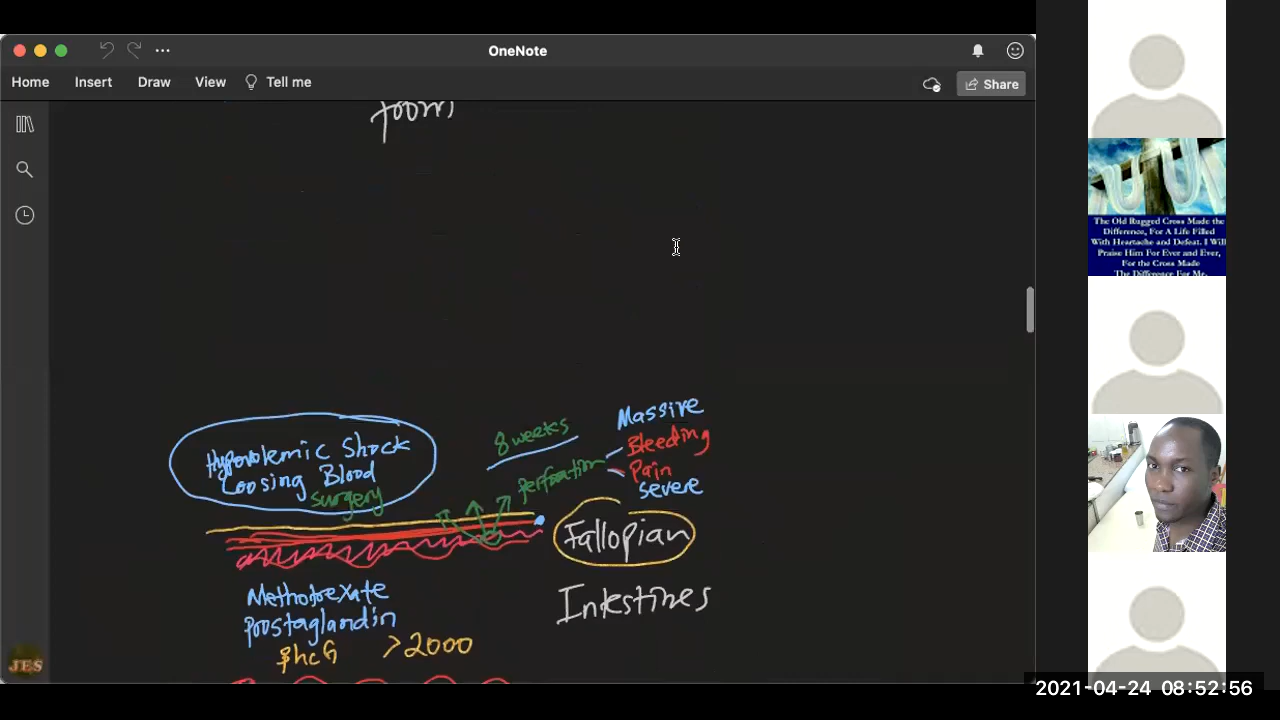 OneNote
Home
Insert
Draw
View
Tell me
Share
foom
Hypovolemic Shock
Loosing Blood
surgery
8 weeks
perforation
Massive
Bleeding
Pain
severe
Fallopian
Intestines
Methotrexate
prostaglandin
βhcG >2000
JES
The Old Rugged Cross Made the
Difference, For A Life Filled
With Heartache and Defeat. I Will
Praise Him For Ever and Ever,
For the Cross Made
The Difference For Me.
2021-04-24 08:52:56